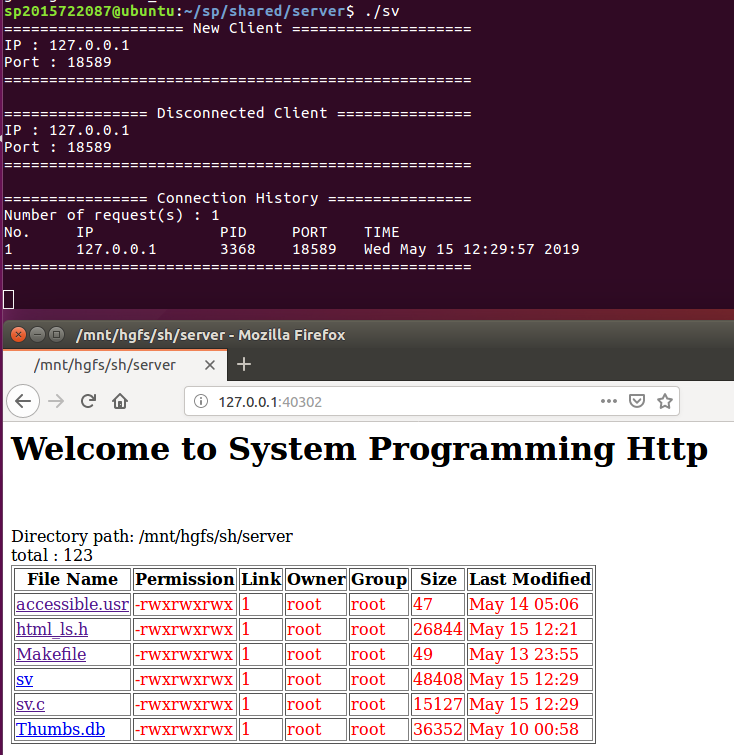 sp2015722087@ubuntu:~/sp/shared/server$ ./sv
==================== New Client ====================
IP : 127.0.0.1
Port : 18589
====================================================
================ Disconnected Client ===============
IP : 127.0.0.1
Port : 18589
====================================================
================ Connection History ================
Number of request(s) : 1
No. IP PID PORT TIME
1 127.0.0.1 3368 18589 Wed May 15 12:29:57 2019
====================================================
/mnt/hgfs/sh/server - Mozilla Firefox
/mnt/hgfs/sh/server
127.0.0.1:40302
Welcome to System Programming Http
Directory path: /mnt/hgfs/sh/server
total : 123
File Name Permission Link Owner Group Size Last Modified
accessible.usr -rwxrwxrwx 1 root root 47 May 14 05:06
html_ls.h -rwxrwxrwx 1 root root 26844 May 15 12:21
Makefile -rwxrwxrwx 1 root root 49 May 13 23:55
sv -rwxrwxrwx 1 root root 48408 May 15 12:29
sv.c -rwxrwxrwx 1 root root 15127 May 15 12:29
Thumbs.db -rwxrwxrwx 1 root root 36352 May 10 00:58